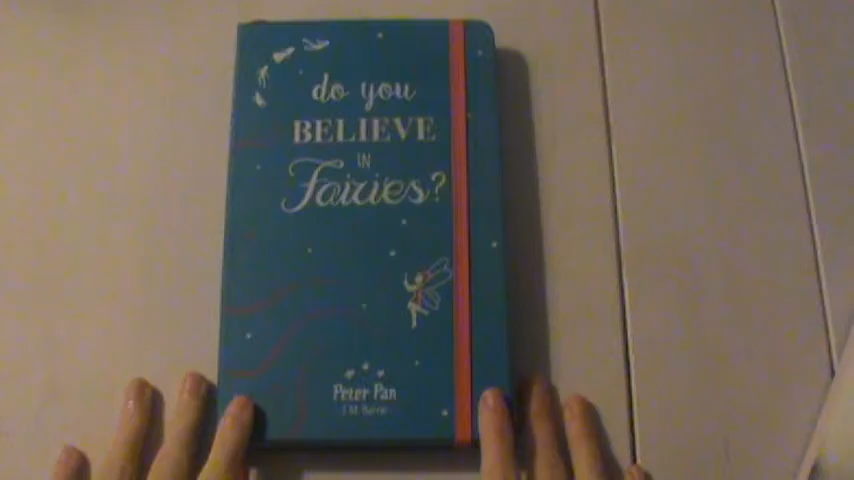 do you
BELIEVE
IN
Fairies?
Peter Pan
J.M. Barrie